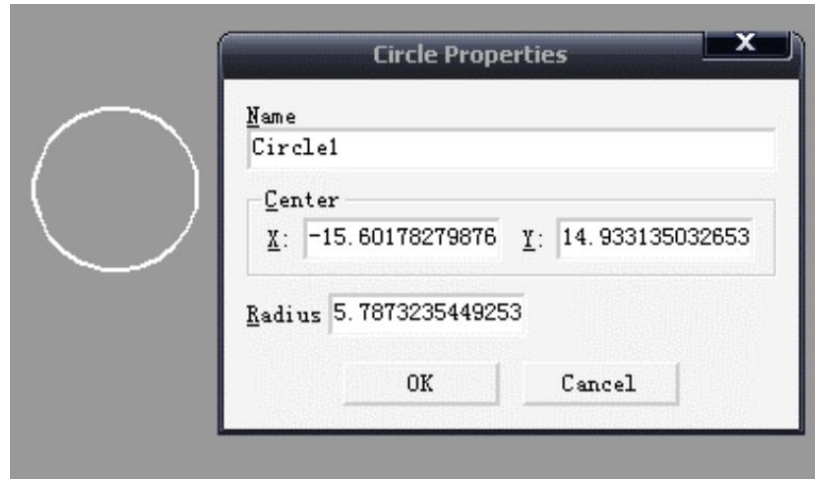 Circle Properties
X
Name
Circle1
Center
X: -15.60178279876 Y: 14.933135032653
Radius 5.7873235449253
OK Cancel